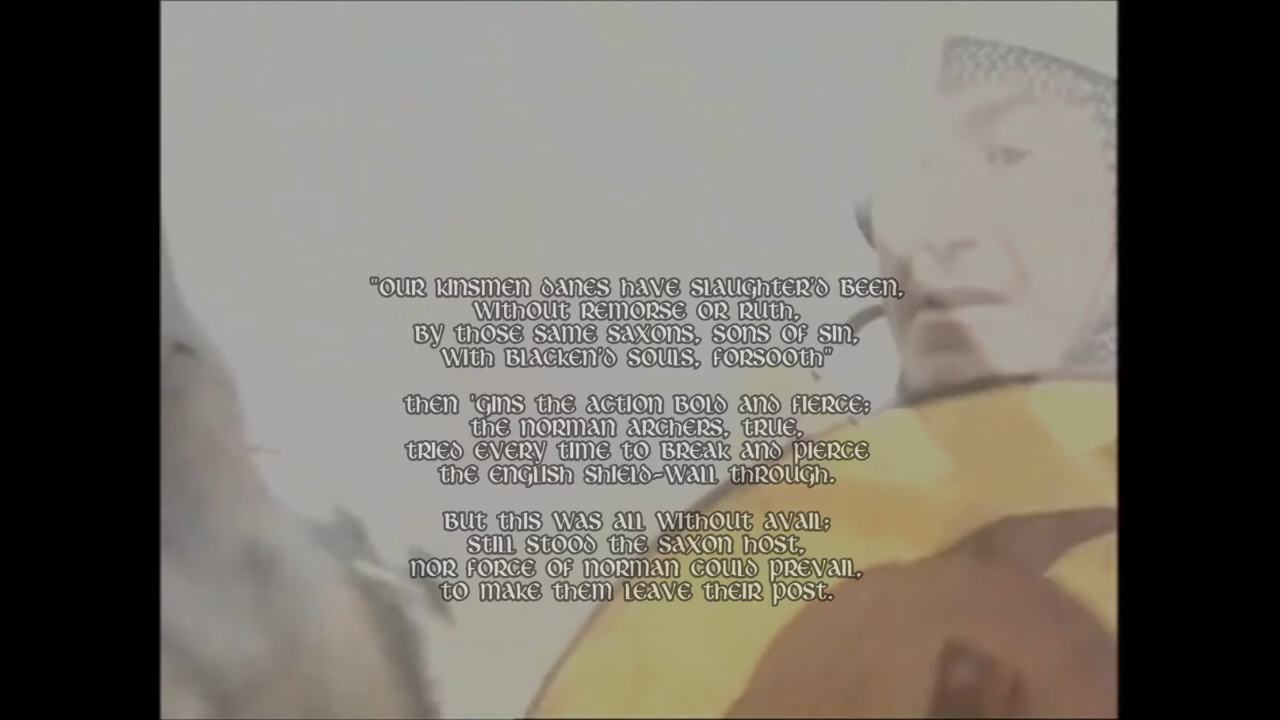 "Our kinsmen Danes have slaughter'd been,
Without remorse or ruth,
By those same Saxons, sons of sin,
With blacken'd souls, forsooth"
Then 'gins the action bold and fierce;
The Norman archers, true,
Tried every time to break and pierce
The English shield-wall through.
But this was all without avail;
Still stood the Saxon host,
Nor force of Norman could prevail,
To make them leave their post.